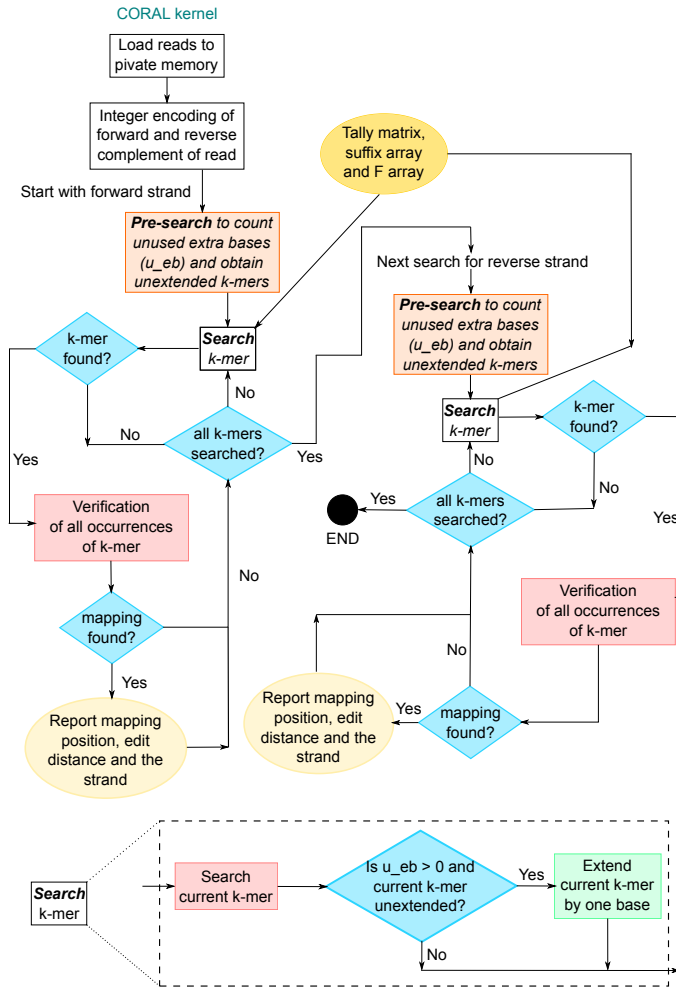 CORAL kernel
Load reads to
pivate memory
Integer encoding of
forward and reverse
complement of read
Tally matrix,
suffix array
and F array
Start with forward strand
Pre-search to count
unused extra bases
(u_eb) and obtain
unextended k-mers
Next search for reverse strand
Pre-search to count
unused extra bases
(u_eb) and obtain
unextended k-mers
k-mer
found?
Search
k-mer
No
No
Yes
all k-mers
searched?
Yes
Search
k-mer
k-mer
found?
No
No
Yes
all k-mers
searched?
Yes
END
Verification
of all occurrences
of k-mer
No
mapping
found?
Yes
Report mapping
position, edit
distance and the
strand
Verification
of all occurrences
of k-mer
No
mapping
found?
Yes
Report mapping
position, edit
distance and the
strand
Search
k-mer
Search
current k-mer
Is u_eb > 0 and
current k-mer
unextended?
Yes
Extend
current k-mer
by one base
No